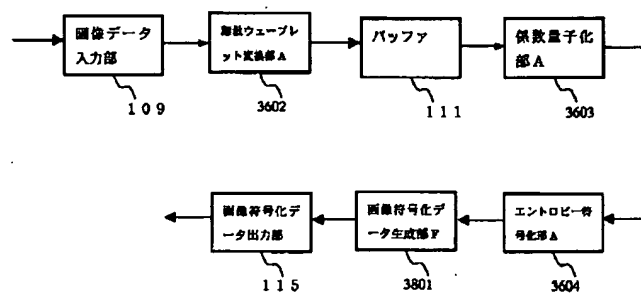 画像データ
入力部
109
離散ウェーブレ
ット変換部A
3602
バッファ
111
係数量子化
部A
3603
画像符号化デ
ータ出力部
115
画像符号化デ
ータ生成部F
3801
エントロピー符
号化形A
3604